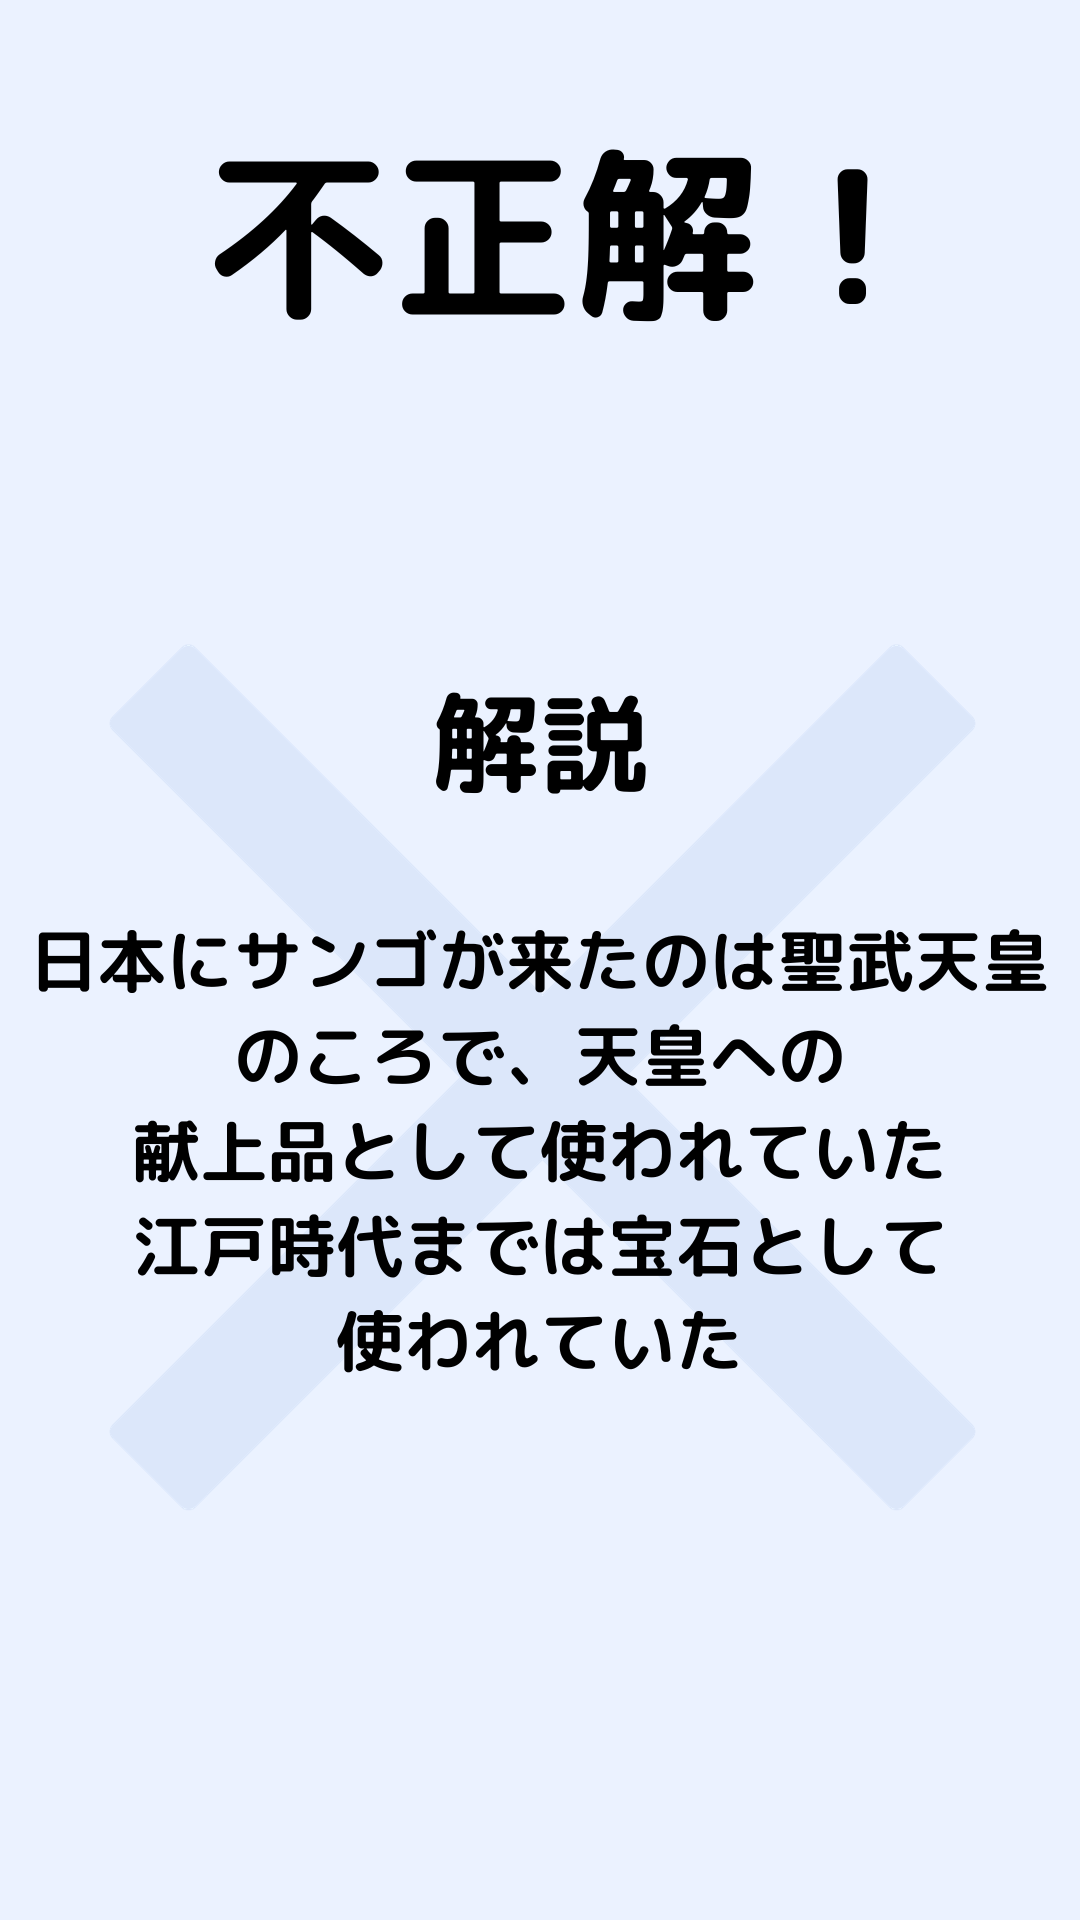 不正解！
解説
日本にサンゴが来たのは聖武天皇
のころで、天皇への
献上品として使われていた
江戸時代までは宝石として
使われていた